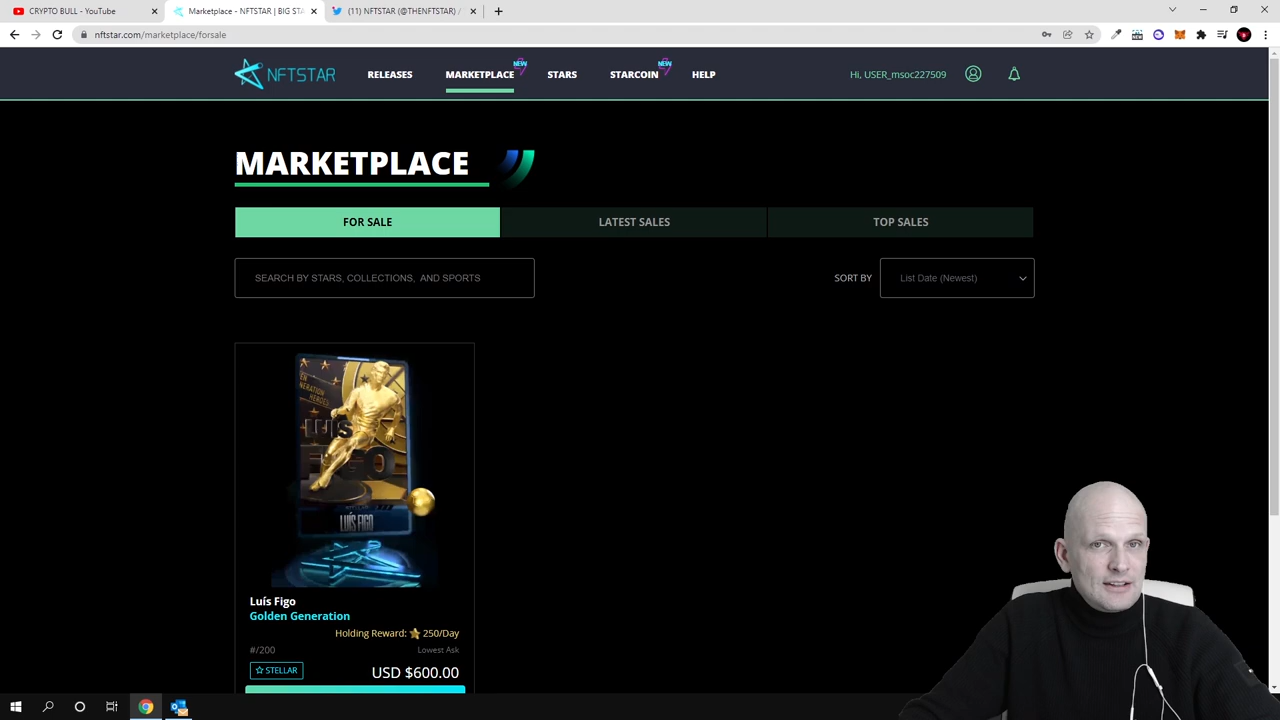 CRYPTO BULL - YouTube
Marketplace - NFTSTAR | BIG STA
(11) NFTSTAR (@THENFTSTAR) /
nftstar.com/marketplace/forsale
NFTSTAR
RELEASES
MARKETPLACE
NEW
STARS
STARCOIN
NEW
HELP
Hi, USER_msoc227509
MARKETPLACE
FOR SALE
LATEST SALES
TOP SALES
SEARCH BY STARS, COLLECTIONS, AND SPORTS
SORT BY
List Date (Newest)
LUÍS
FIGO
LUÍS FIGO
Luís Figo
Golden Generation
Holding Reward: 250/Day
#/200
Lowest Ask
STELLAR
USD $600.00